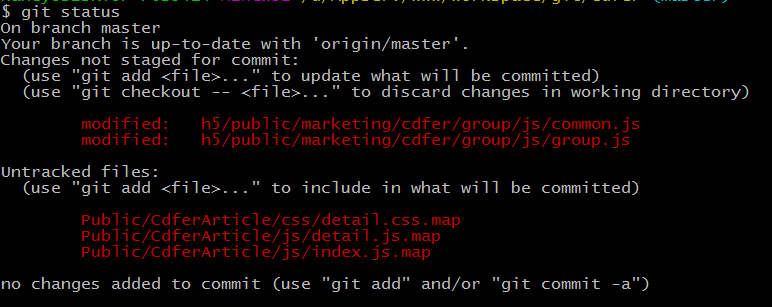 $ git status
On branch master
Your branch is up-to-date with 'origin/master'.
Changes not staged for commit:
  (use "git add <file>..." to update what will be committed)
  (use "git checkout -- <file>..." to discard changes in working directory)
        modified:   h5/public/marketing/cdfer/group/js/common.js
        modified:   h5/public/marketing/cdfer/group/js/group.js
Untracked files:
  (use "git add <file>..." to include in what will be committed)
        Public/CdferArticle/css/detail.css.map
        Public/CdferArticle/js/detail.js.map
        Public/CdferArticle/js/index.js.map
no changes added to commit (use "git add" and/or "git commit -a")